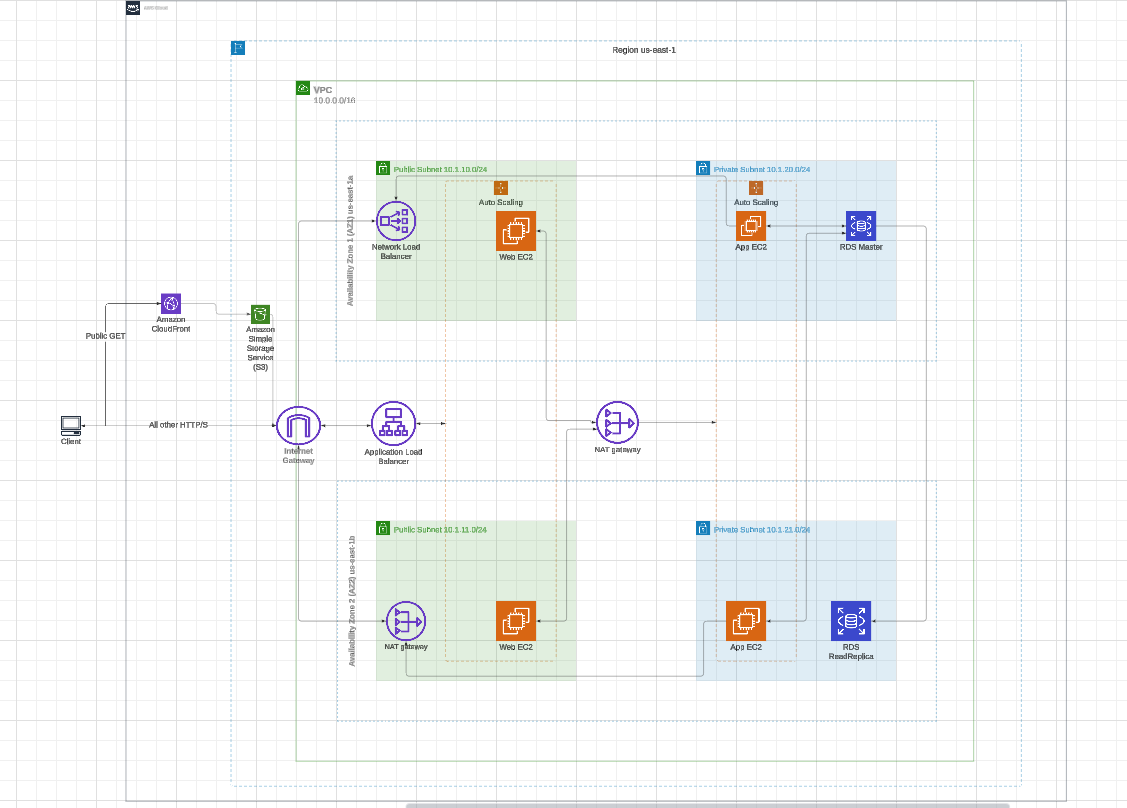 aws
Region us-east-1
VPC
10.0.0.0/16
Availability Zone 1 (AZ1) us-east-1a
Public Subnet 10.1.10.0/24
Private Subnet 10.1.20.0/24
Auto Scaling
Auto Scaling
Network Load
Balancer
Web EC2
App EC2
RDS Master
Amazon
CloudFront
Amazon
Simple
Storage
Service
(S3)
Public GET
All other HTTP/S
Client
Internet
Gateway
Application Load
Balancer
NAT gateway
Availability Zone 2 (AZ2) us-east-1b
Public Subnet 10.1.11.0/24
Private Subnet 10.1.21.0/24
NAT gateway
Web EC2
App EC2
RDS
ReadReplica